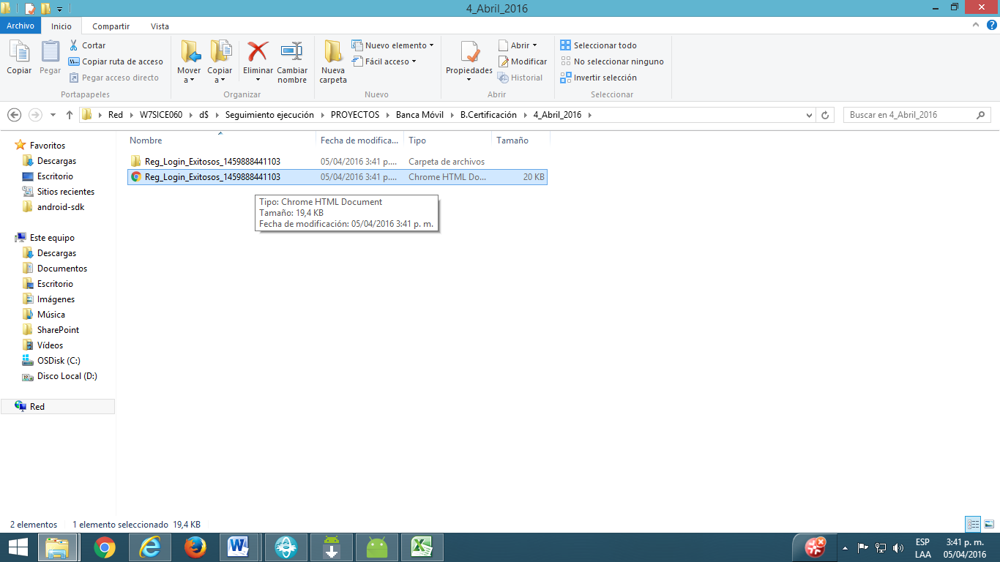 4_Abril_2016
Archivo Inicio Compartir Vista
Copiar
Pegar
Cortar
Copiar ruta de acceso
Pegar acceso directo
Portapapeles
Mover a
Copiar a
Eliminar
Cambiar nombre
Organizar
Nueva carpeta
Nuevo elemento
Fácil acceso
Nuevo
Propiedades
Abrir
Modificar
Historial
Abrir
Seleccionar todo
No seleccionar ninguno
Invertir selección
Seleccionar
Red W7SICE060 d$ Seguimiento ejecución PROYECTOS Banca Móvil B.Certificación 4_Abril_2016
Buscar en 4_Abril_2016
Favoritos
Descargas
Escritorio
Sitios recientes
android-sdk
Este equipo
Descargas
Documentos
Escritorio
Imágenes
Música
SharePoint
Vídeos
OSDisk (C:)
Disco Local (D:)
Red
Nombre Fecha de modifica... Tipo Tamaño
Reg_Login_Exitosos_1459888441103 05/04/2016 3:41 p.... Carpeta de archivos
Reg_Login_Exitosos_1459888441103 05/04/2016 3:41 p.... Chrome HTML Do... 20 KB
Tipo: Chrome HTML Document
Tamaño: 19,4 KB
Fecha de modificación: 05/04/2016 3:41 p. m.
2 elementos 1 elemento seleccionado 19,4 KB
ESP
LAA
3:41 p. m.
05/04/2016